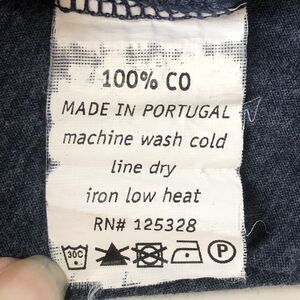 100% CO
MADE IN PORTUGAL
machine wash cold
line dry
iron low heat
RN# 125328
30C P